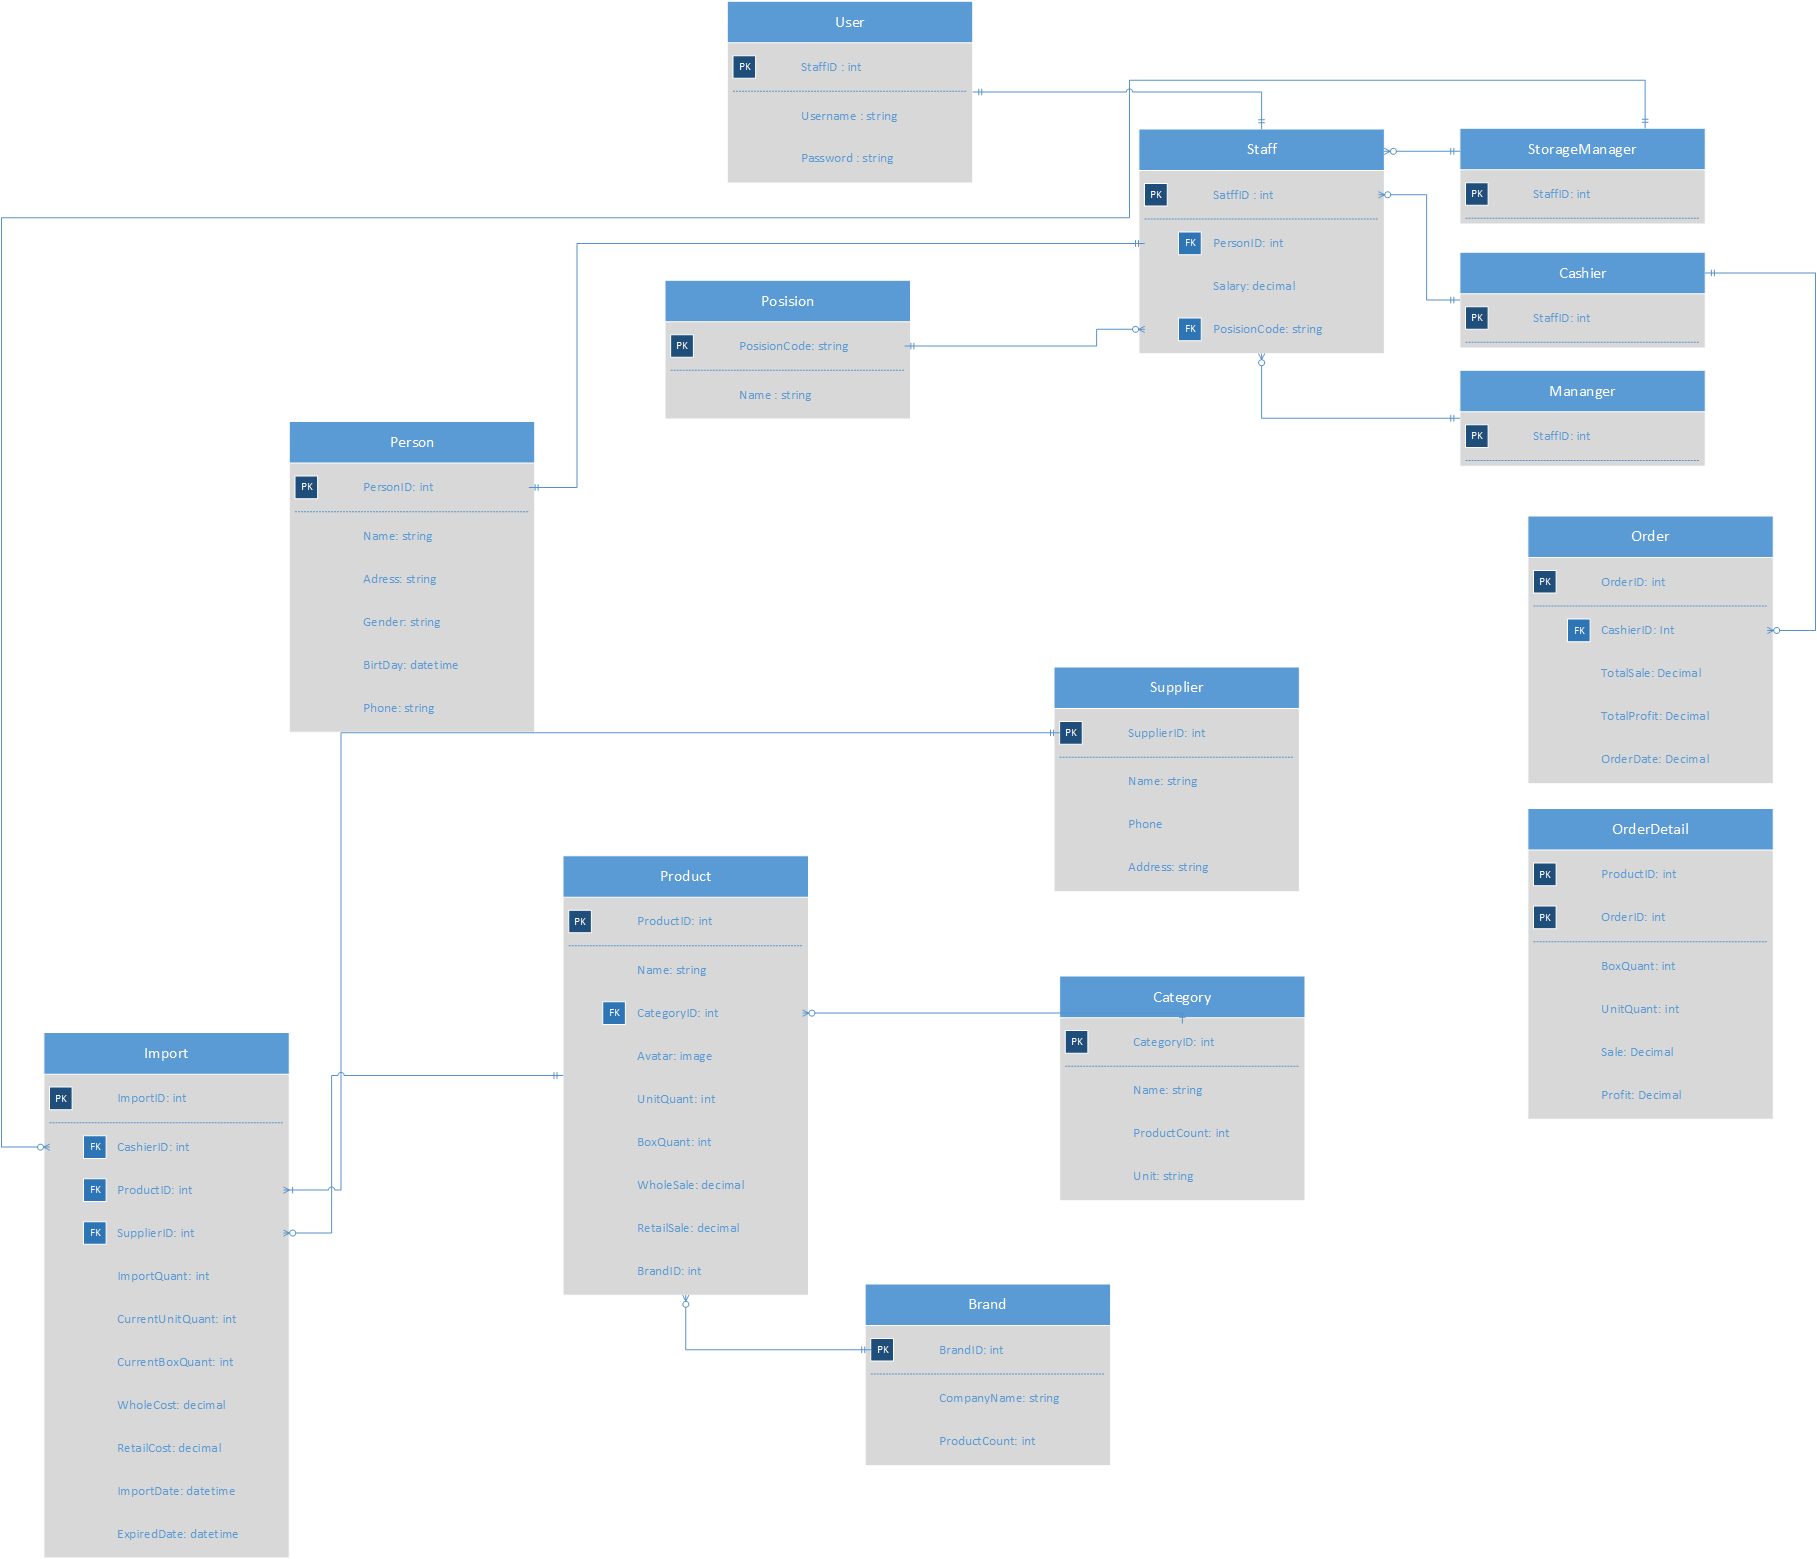 User
PK StaffID : int
Username : string
Password : string
Staff
PK SatffID : int
FK PersonID: int
Salary: decimal
FK PosisionCode: string
StorageManager
PK StaffID: int
Cashier
PK StaffID: int
Mananger
PK StaffID: int
Posision
PK PosisionCode: string
Name : string
Person
PK PersonID: int
Name: string
Adress: string
Gender: string
BirtDay: datetime
Phone: string
Order
PK OrderID: int
FK CashierID: Int
TotalSale: Decimal
TotalProfit: Decimal
OrderDate: Decimal
Supplier
PK SupplierID: int
Name: string
Phone
Address: string
OrderDetail
PK ProductID: int
PK OrderID: int
BoxQuant: int
UnitQuant: int
Sale: Decimal
Profit: Decimal
Product
PK ProductID: int
Name: string
FK CategoryID: int
Avatar: image
UnitQuant: int
BoxQuant: int
WholeSale: decimal
RetailSale: decimal
BrandID: int
Category
PK CategoryID: int
Name: string
ProductCount: int
Unit: string
Import
PK ImportID: int
FK CashierID: int
FK ProductID: int
FK SupplierID: int
ImportQuant: int
CurrentUnitQuant: int
CurrentBoxQuant: int
WholeCost: decimal
RetailCost: decimal
ImportDate: datetime
ExpiredDate: datetime
Brand
PK BrandID: int
CompanyName: string
ProductCount: int